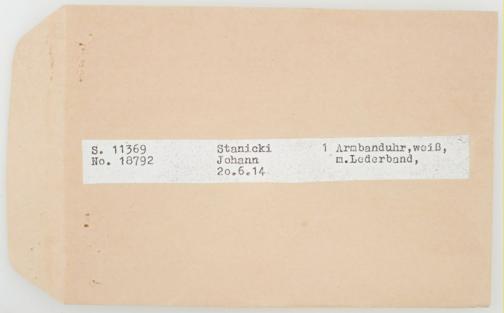 S. 11369 Stanicki 1 Armbanduhr,weiß,
No. 18792 Johann m.Lederband,
20.6.14